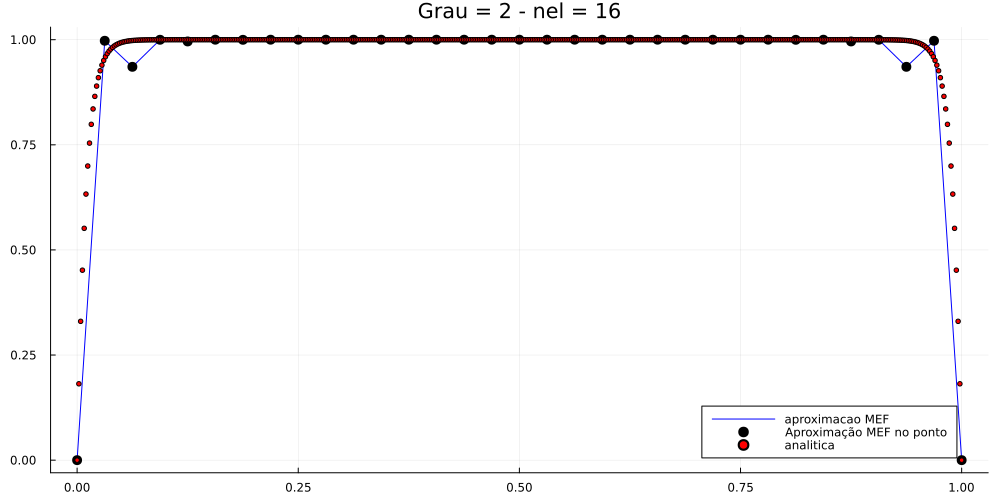 Grau = 2 - nel = 16
1.00
0.75
0.50
0.25
0.00
aproximacao MEF
Aproximação MEF no ponto
analitica
0.00 0.25 0.50 0.75 1.00